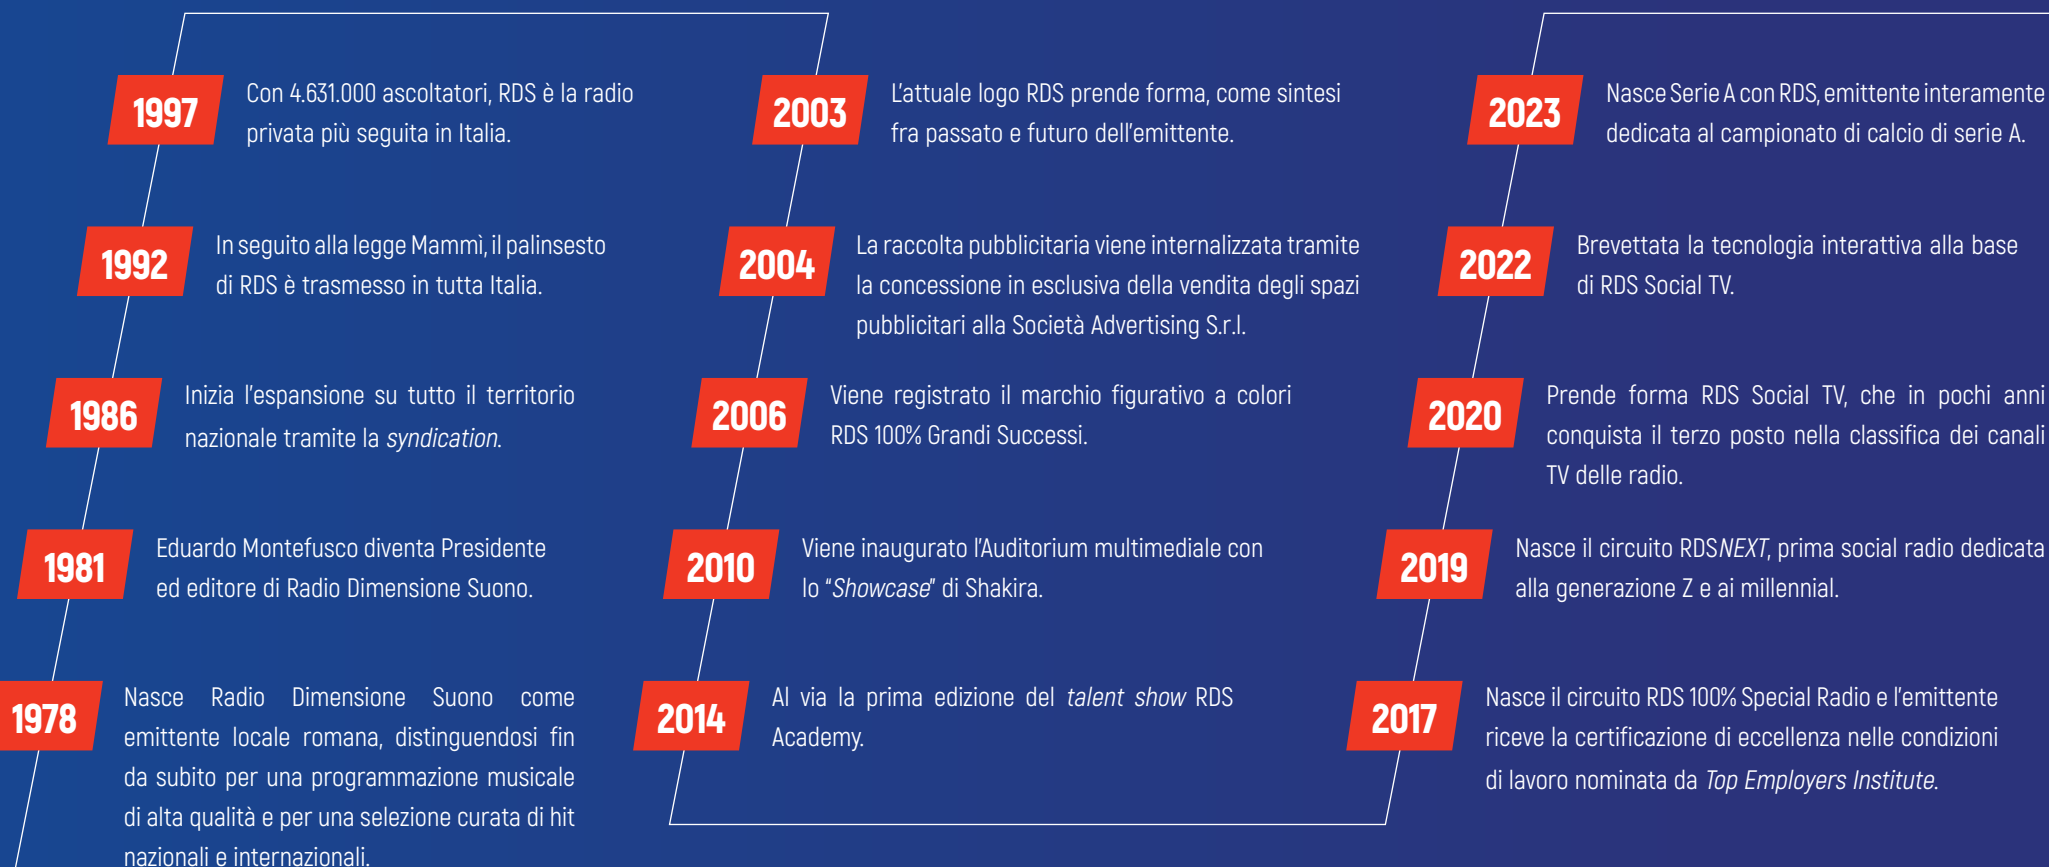 1997
Con 4.631.000 ascoltatori, RDS è la radio
privata più seguita in Italia.
1992
In seguito alla legge Mammì, il palinsesto
di RDS è trasmesso in tutta Italia.
1986
Inizia l'espansione su tutto il territorio
nazionale tramite la syndication.
1981
Eduardo Montefusco diventa Presidente
ed editore di Radio Dimensione Suono.
1978
Nasce Radio Dimensione Suono come
emittente locale romana, distinguendosi fin
da subito per una programmazione musicale
di alta qualità e per una selezione curata di hit
nazionali e internazionali.
2003
L'attuale logo RDS prende forma, come sintesi
fra passato e futuro dell'emittente.
2004
La raccolta pubblicitaria viene internalizzata tramite
la concessione in esclusiva della vendita degli spazi
pubblicitari alla Società Advertising S.r.l.
2006
Viene registrato il marchio figurativo a colori
RDS 100% Grandi Successi.
2010
Viene inaugurato l'Auditorium multimediale con
lo "Showcase" di Shakira.
2014
Al via la prima edizione del talent show RDS
Academy.
2023
Nasce Serie A con RDS, emittente interamente
dedicata al campionato di calcio di serie A.
2022
Brevettata la tecnologia interattiva alla base
di RDS Social TV.
2020
Prende forma RDS Social TV, che in pochi anni
conquista il terzo posto nella classifica dei canali
TV delle radio.
2019
Nasce il circuito RDSNEXT, prima social radio dedicata
alla generazione Z e ai millennial.
2017
Nasce il circuito RDS 100% Special Radio e l'emittente
riceve la certificazione di eccellenza nelle condizioni
di lavoro nominata da Top Employers Institute.